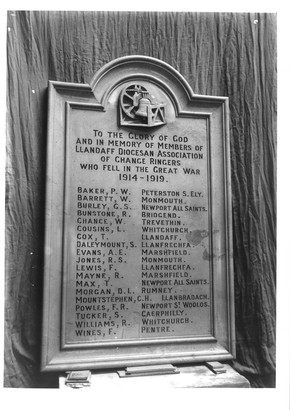 TO THE GLORY OF GOD
AND IN MEMORY OF MEMBERS OF
LLANDAFF DIOCESAN ASSOCIATION
OF CHANGE RINGERS
WHO FELL IN THE GREAT WAR
1914-1919.
BAKER, P. W. PETERSTON S. ELY.
BARRETT, W. MONMOUTH.
BURLEY, G. S. NEWPORT ALL SAINTS.
BUNSTONE, R. BRIDGEND.
CHANCE, W. TREVETHIN.
COUSINS, L. WHITCHURCH
COX, T. LLANDAFF.
DALEYMOUNT, S. LLANFRECHFA
EVANS, A. E. MARSHFIELD.
JONES, R. S. MONMOUTH.
LEWIS, F. LLANFRECHFA.
MAYNE, R. MARSHFIELD.
MAX, T. NEWPORT ALL SAINTS.
MORGAN, D. L. RUMNEY.
MOUNTSTEPHEN, C. H. LLANBRADACH.
POWLES, F. R. NEWPORT ST WOOLOS.
TUCKER, S. CAERPHILLY.
WILLIAMS, R. WHITCHURCH.
WINES, F. PENTRE.